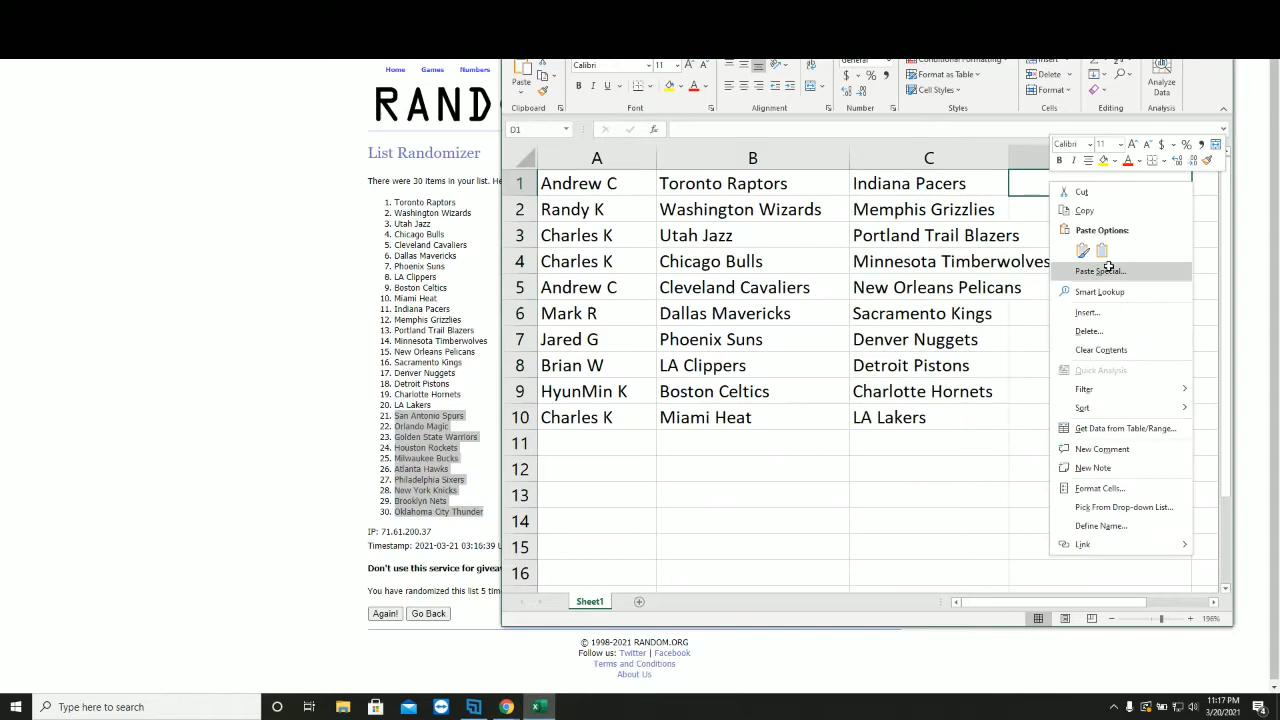 Home Games Numbers
RAND
List Randomizer
There were 30 items in your list. He
1. Toronto Raptors
2. Washington Wizards
3. Utah Jazz
4. Chicago Bulls
5. Cleveland Cavaliers
6. Dallas Mavericks
7. Phoenix Suns
8. LA Clippers
9. Boston Celtics
10. Miami Heat
11. Indiana Pacers
12. Memphis Grizzlies
13. Portland Trail Blazers
14. Minnesota Timberwolves
15. New Orleans Pelicans
16. Sacramento Kings
17. Denver Nuggets
18. Detroit Pistons
19. Charlotte Hornets
20. LA Lakers
21. San Antonio Spurs
22. Orlando Magic
23. Golden State Warriors
24. Houston Rockets
25. Milwaukee Bucks
26. Atlanta Hawks
27. Philadelphia Sixers
28. New York Knicks
29. Brooklyn Nets
30. Oklahoma City Thunder
IP: 71.61.200.37
Timestamp: 2021-03-21 03:16:39 U
Don't use this service for giveaw
You have randomized this list 5 tim
Again! Go Back
© 1998-2021 RANDOM.ORG
Follow us: Twitter | Facebook
Terms and Conditions
About Us
Calibri 11 General Conditional Formatting Insert
Paste B I U $ % Format as Table Delete Analyze Data
Cell Styles Format
Clipboard Font Alignment Number Styles Cells Editing Analysis
D1 fx
A B C
1 Andrew C Toronto Raptors Indiana Pacers
2 Randy K Washington Wizards Memphis Grizzlies
3 Charles K Utah Jazz Portland Trail Blazers
4 Charles K Chicago Bulls Minnesota Timberwolves
5 Andrew C Cleveland Cavaliers New Orleans Pelicans
6 Mark R Dallas Mavericks Sacramento Kings
7 Jared G Phoenix Suns Denver Nuggets
8 Brian W LA Clippers Detroit Pistons
9 HyunMin K Boston Celtics Charlotte Hornets
10 Charles K Miami Heat LA Lakers
11
12
13
14
15
16
Calibri 11 A A $ % 9
B I A
Cut
Copy
Paste Options:
Paste Special...
Smart Lookup
Insert...
Delete...
Clear Contents
Quick Analysis
Filter
Sort
Get Data from Table/Range...
New Comment
New Note
Format Cells...
Pick From Drop-down List...
Define Name...
Link
Sheet1
196%
Type here to search
11:17 PM
3/20/2021
4